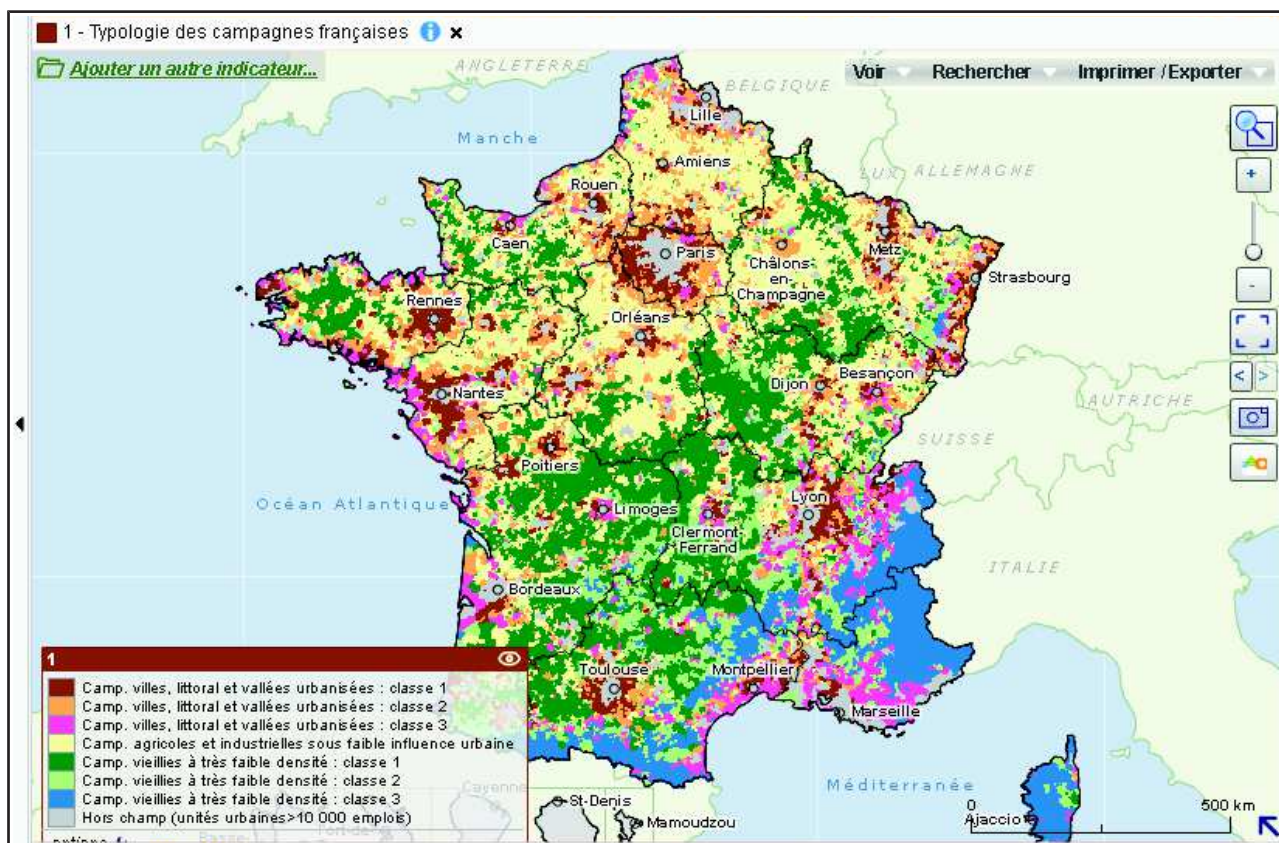 1 - Typologie des campagnes françaises
Ajouter un autre indicateur...
Voir Rechercher Imprimer / Exporter
ANGLETERRE
BELGIQUE
Lille
Manche
Amiens
LUX
ALLEMAGNE
Rouen
Caen
Paris
Châlons-
en-
Champagne
Metz
Strasbourg
Rennes
Orléans
Nantes
Dijon
Besançon
AUTRICHE
SUISSE
Poitiers
Océan Atlantique
Limoges
Clermont-
Ferrand
Lyon
ITALIE
Bordeaux
Toulouse
Montpellier
Marseille
Méditerranée
Ajaccio
0 500 km
1
Camp. villes, littoral et vallées urbanisées : classe 1
Camp. villes, littoral et vallées urbanisées : classe 2
Camp. villes, littoral et vallées urbanisées : classe 3
Camp. agricoles et industrielles sous faible influence urbaine
Camp. vieillies à très faible densité : classe 1
Camp. vieillies à très faible densité : classe 2
Camp. vieillies à très faible densité : classe 3
Hors champ (unités urbaines>10 000 emplois)
Cayenne
St-Denis
Mamoudzou